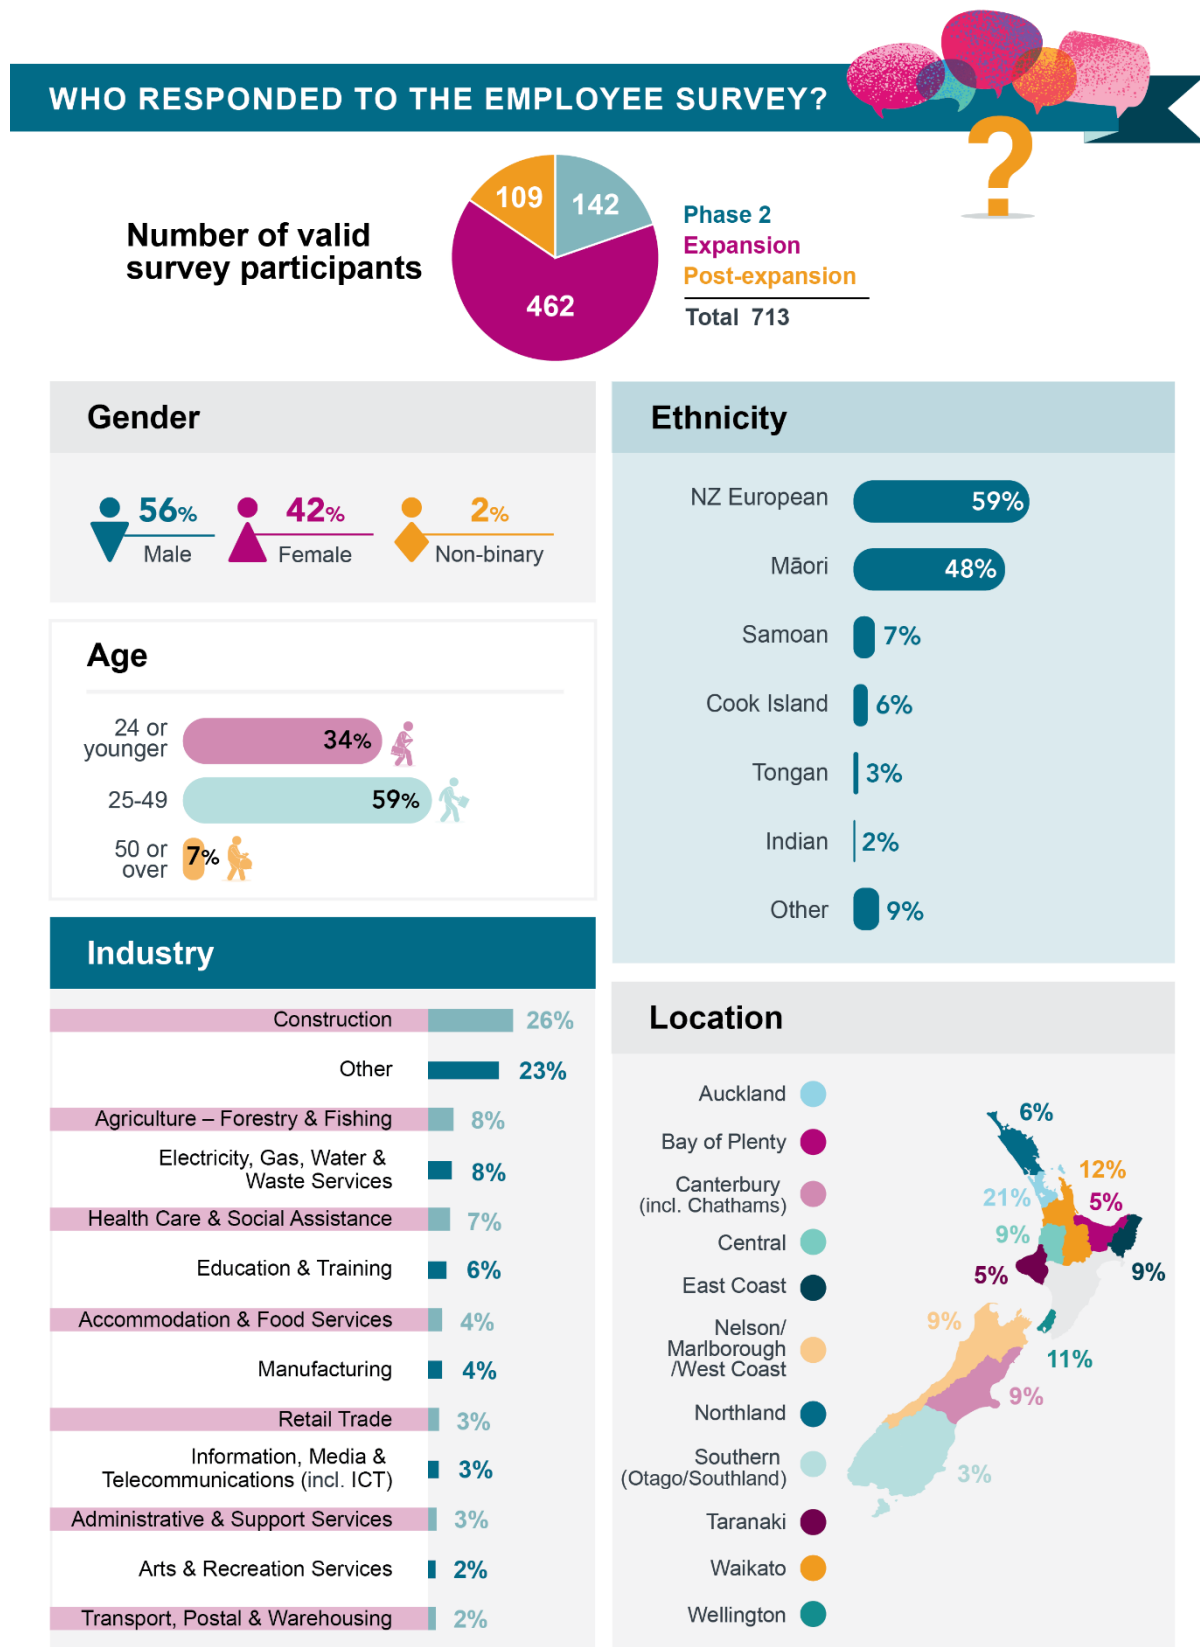 WHO RESPONDED TO THE EMPLOYEE SURVEY?
?
Number of valid
survey participants
109
142
462
Phase 2
Expansion
Post-expansion
Total 713
Gender
56%
Male
42%
Female
2%
Non-binary
Age
24 or
younger
34%
25-49
59%
50 or
over
7%
Industry
Construction
26%
Other
23%
Agriculture – Forestry & Fishing
8%
Electricity, Gas, Water &
Waste Services
8%
Health Care & Social Assistance
7%
Education & Training
6%
Accommodation & Food Services
4%
Manufacturing
4%
Retail Trade
3%
Information, Media &
Telecommunications (incl. ICT)
3%
Administrative & Support Services
3%
Arts & Recreation Services
2%
Transport, Postal & Warehousing
2%
Ethnicity
NZ European
59%
Māori
48%
Samoan
7%
Cook Island
6%
Tongan
3%
Indian
2%
Other
9%
Location
Auckland
Bay of Plenty
Canterbury
(incl. Chathams)
Central
East Coast
Nelson/
Marlborough
/West Coast
Northland
Southern
(Otago/Southland)
Taranaki
Waikato
Wellington
6%
12%
21%
5%
9%
5%
9%
9%
11%
9%
3%